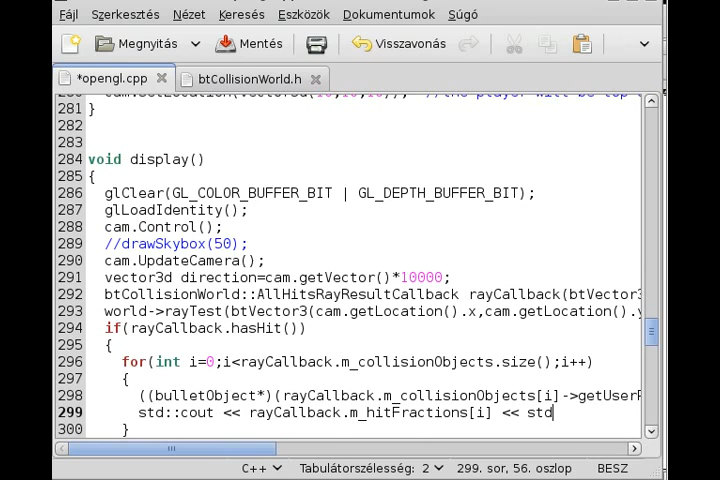 Fájl Szerkesztés Nézet Keresés Eszközök Dokumentumok Súgó
Megnyitás Mentés Visszavonás
*opengl.cpp btCollisionWorld.h
281 }
282
283
284 void display()
285 {
286 glClear(GL_COLOR_BUFFER_BIT | GL_DEPTH_BUFFER_BIT);
287 glLoadIdentity();
288 cam.Control();
289 //drawSkybox(50);
290 cam.UpdateCamera();
291 vector3d direction=cam.getVector()*10000;
292 btCollisionWorld::AllHitsRayResultCallback rayCallback(btVector3
293 world->rayTest(btVector3(cam.getLocation().x,cam.getLocation().y
294 if(rayCallback.hasHit())
295 {
296 for(int i=0;i<rayCallback.m_collisionObjects.size();i++)
297 {
298 ((bulletObject*)(rayCallback.m_collisionObjects[i]->getUserP
299 std::cout << rayCallback.m_hitFractions[i] << std
300 }
C++ Tabulátorszélesség: 2 299. sor, 56. oszlop BESZ